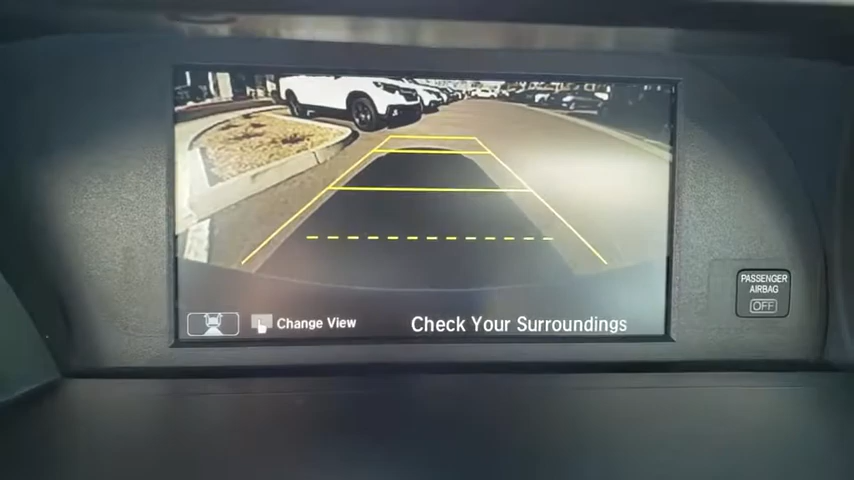 Change View
Check Your Surroundings
PASSENGER
AIRBAG
OFF